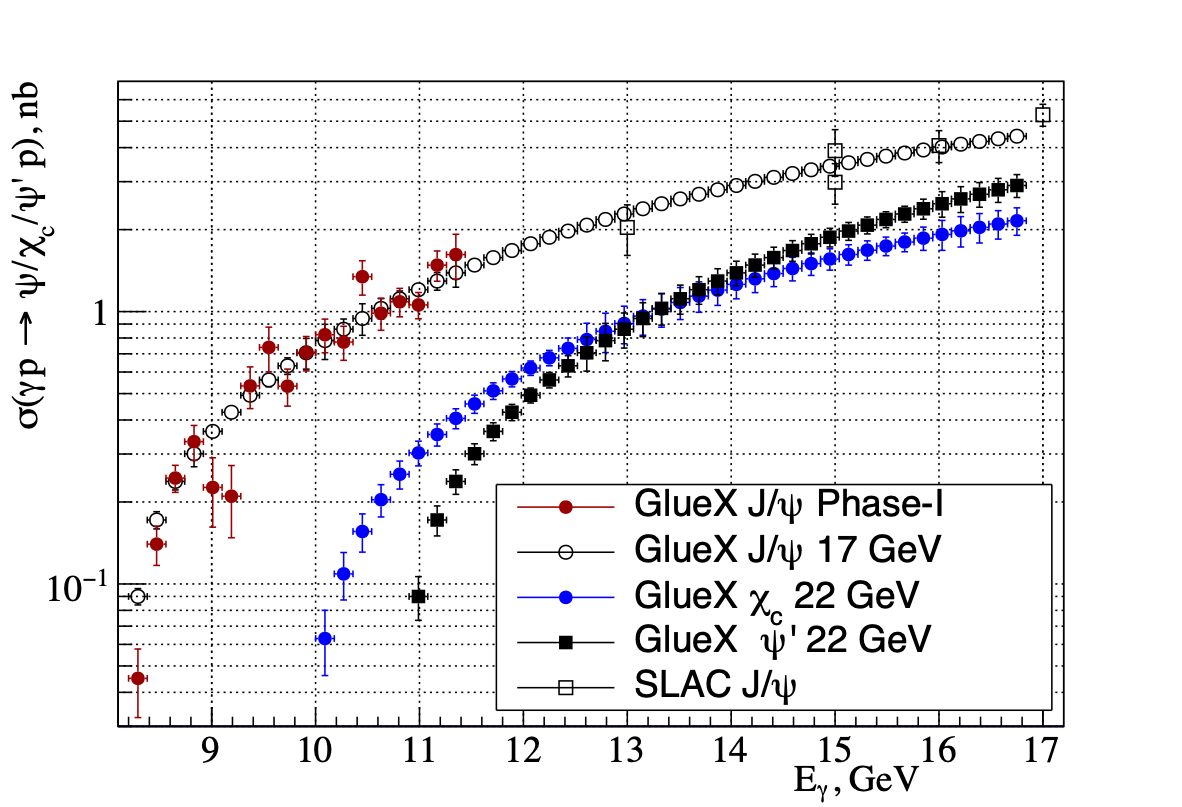 σ(γp → ψ/χc/ψ' p), nb
1
10⁻¹
GlueX J/ψ Phase-I
GlueX J/ψ 17 GeV
GlueX χc 22 GeV
GlueX ψ' 22 GeV
SLAC J/ψ
9 10 11 12 13 14 15 16 17
Eγ, GeV